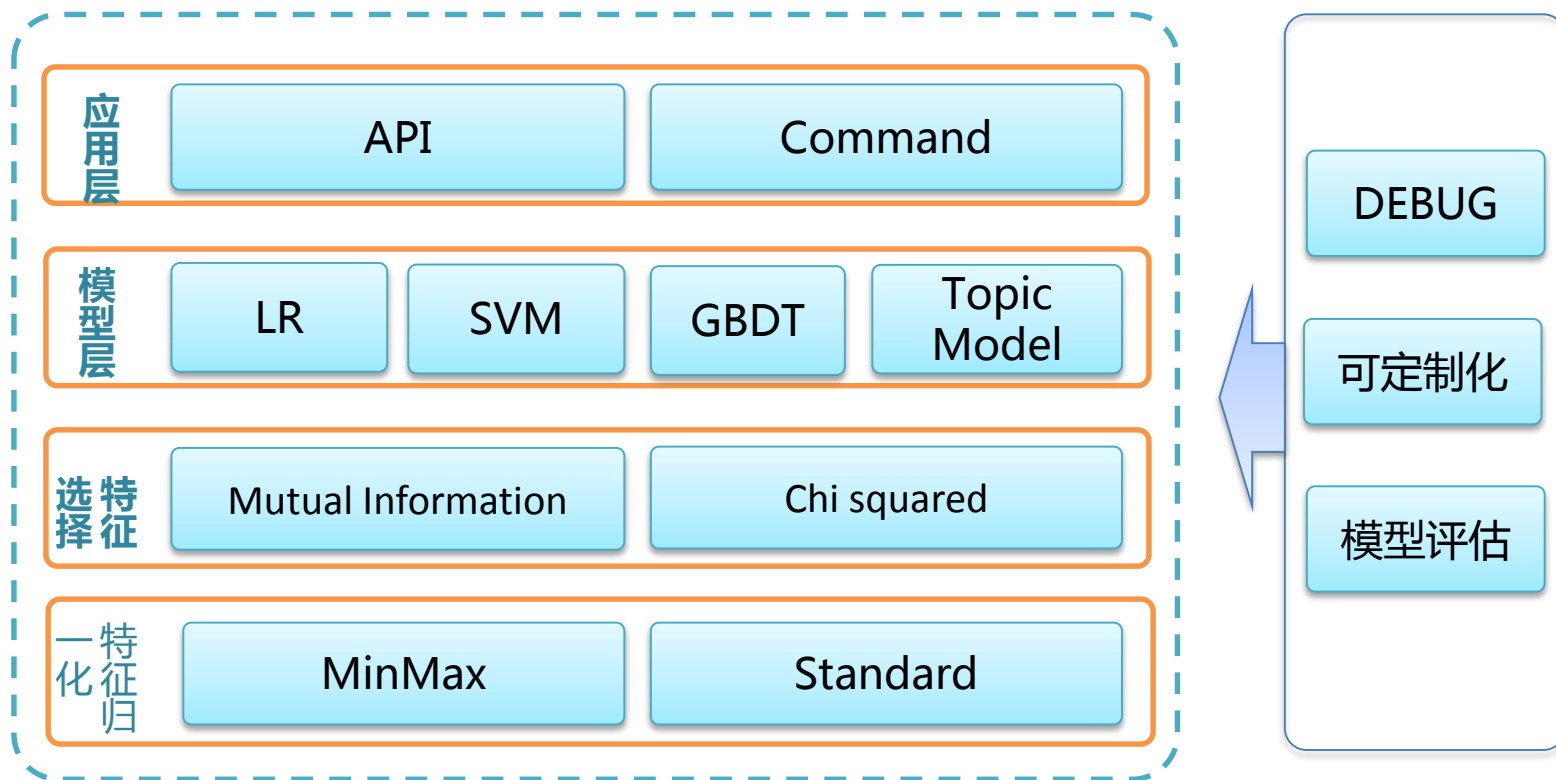 应用层
API
Command
模型层
LR
SVM
GBDT
Topic
Model
特征
选择
Mutual Information
Chi squared
特征归
一化
MinMax
Standard
DEBUG
可定制化
模型评估